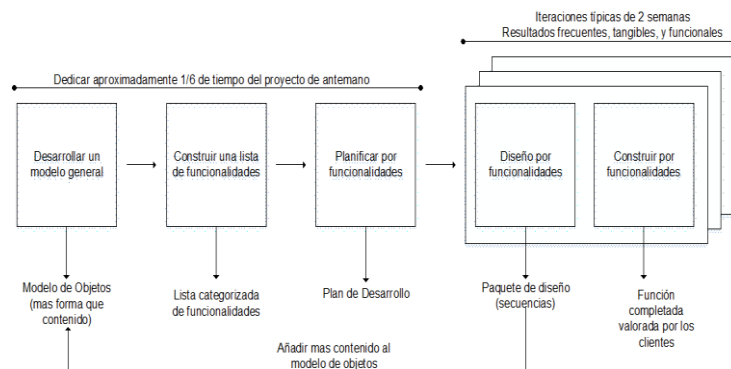 Iteraciones típicas de 2 semanas
Resultados frecuentes, tangibles, y funcionales
Dedicar aproximadamente 1/6 de tiempo del proyecto de antemano
Desarrollar un
modelo general
Construir una lista
de funcionalidades
Planificar por
funcionalidades
Diseño por
funcionalidades
Construir por
funcionalidades
Modelo de Objetos
(mas forma que
contenido)
Lista categorizada
de funcionalidades
Plan de Desarrollo
Paquete de diseño
(secuencias)
Función
completada
valorada por los
clientes
Añadir mas contenido al
modelo de objetos